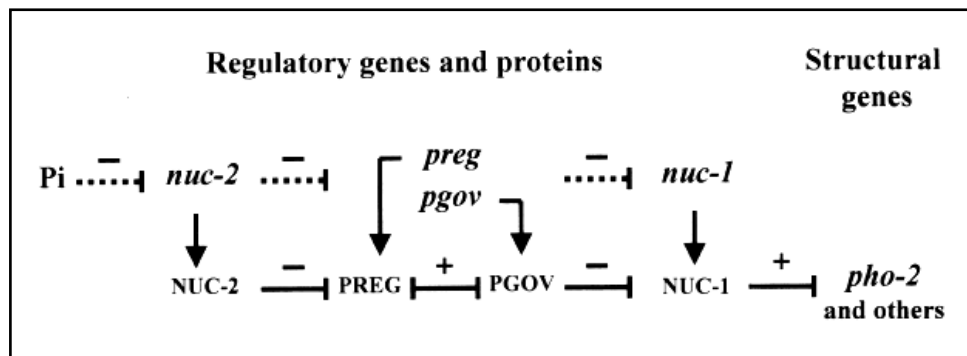 Regulatory genes and proteins
Structural
genes
Pi – nuc-2 – preg – nuc-1
pgov
NUC-2 – PREG + PGOV – NUC-1 + pho-2
and others